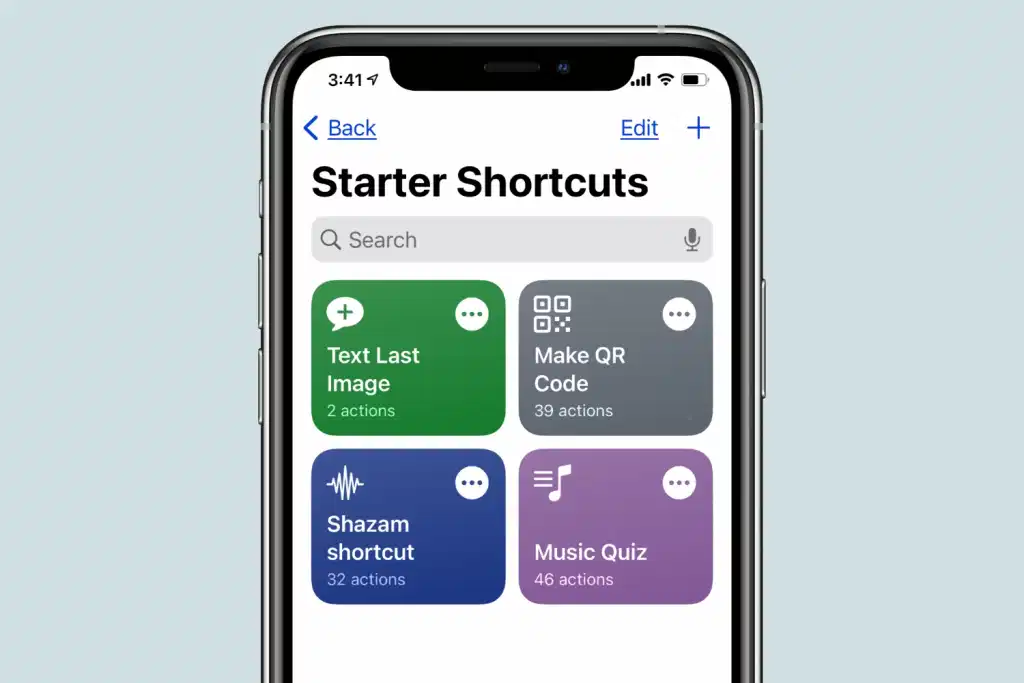 3:41
Back
Edit
Starter Shortcuts
Search
Text Last
Image
2 actions
Make QR
Code
39 actions
Shazam
shortcut
32 actions
Music Quiz
46 actions